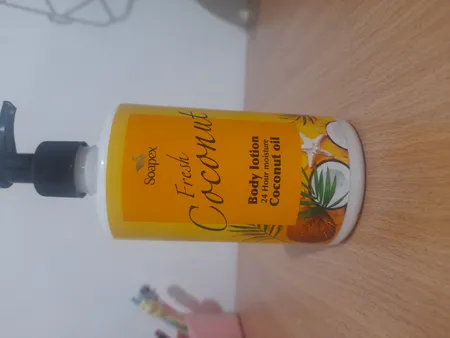 Soapex
Fresh
Coconut
Body lotion
24 Hour moisture
Coconut oil